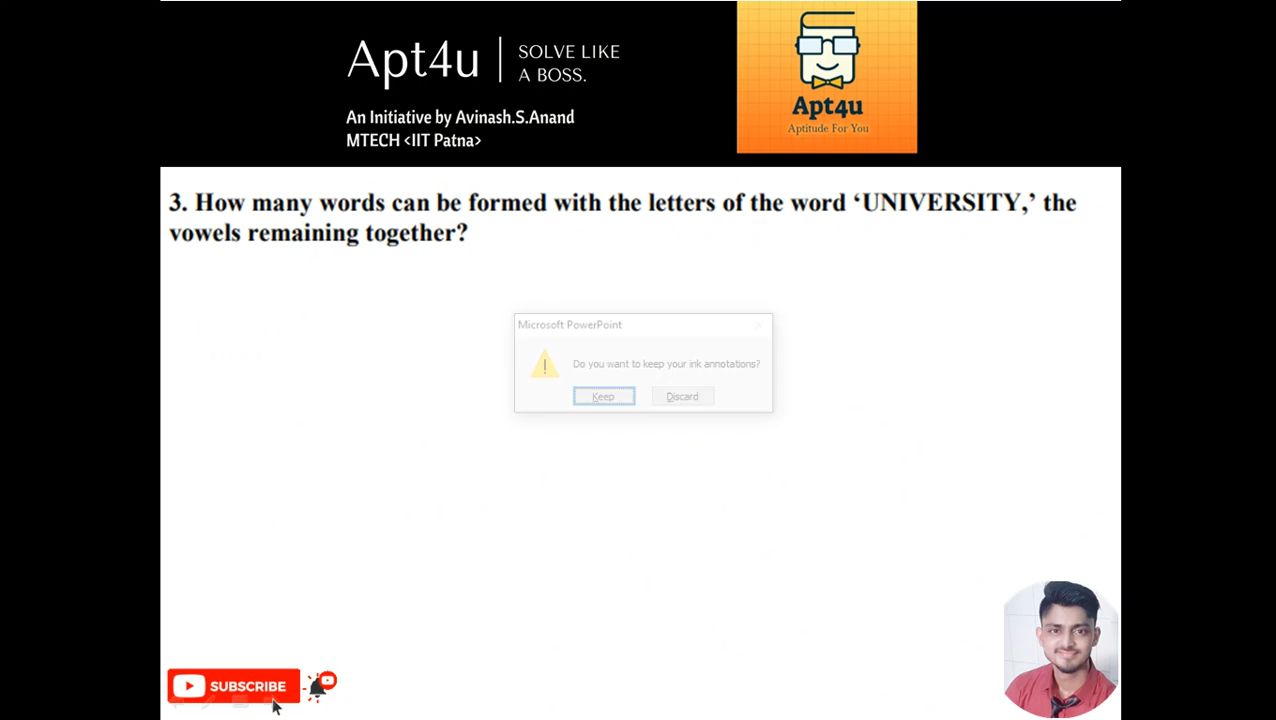 Apt4u
SOLVE LIKE
A BOSS.
An Initiative by Avinash.S.Anand
MTECH <IIT Patna>
Apt4u
Aptitude For You
3. How many words can be formed with the letters of the word ‘UNIVERSITY,’ the
vowels remaining together?
Microsoft PowerPoint
Do you want to keep your ink annotations?
Keep
Discard
SUBSCRIBE